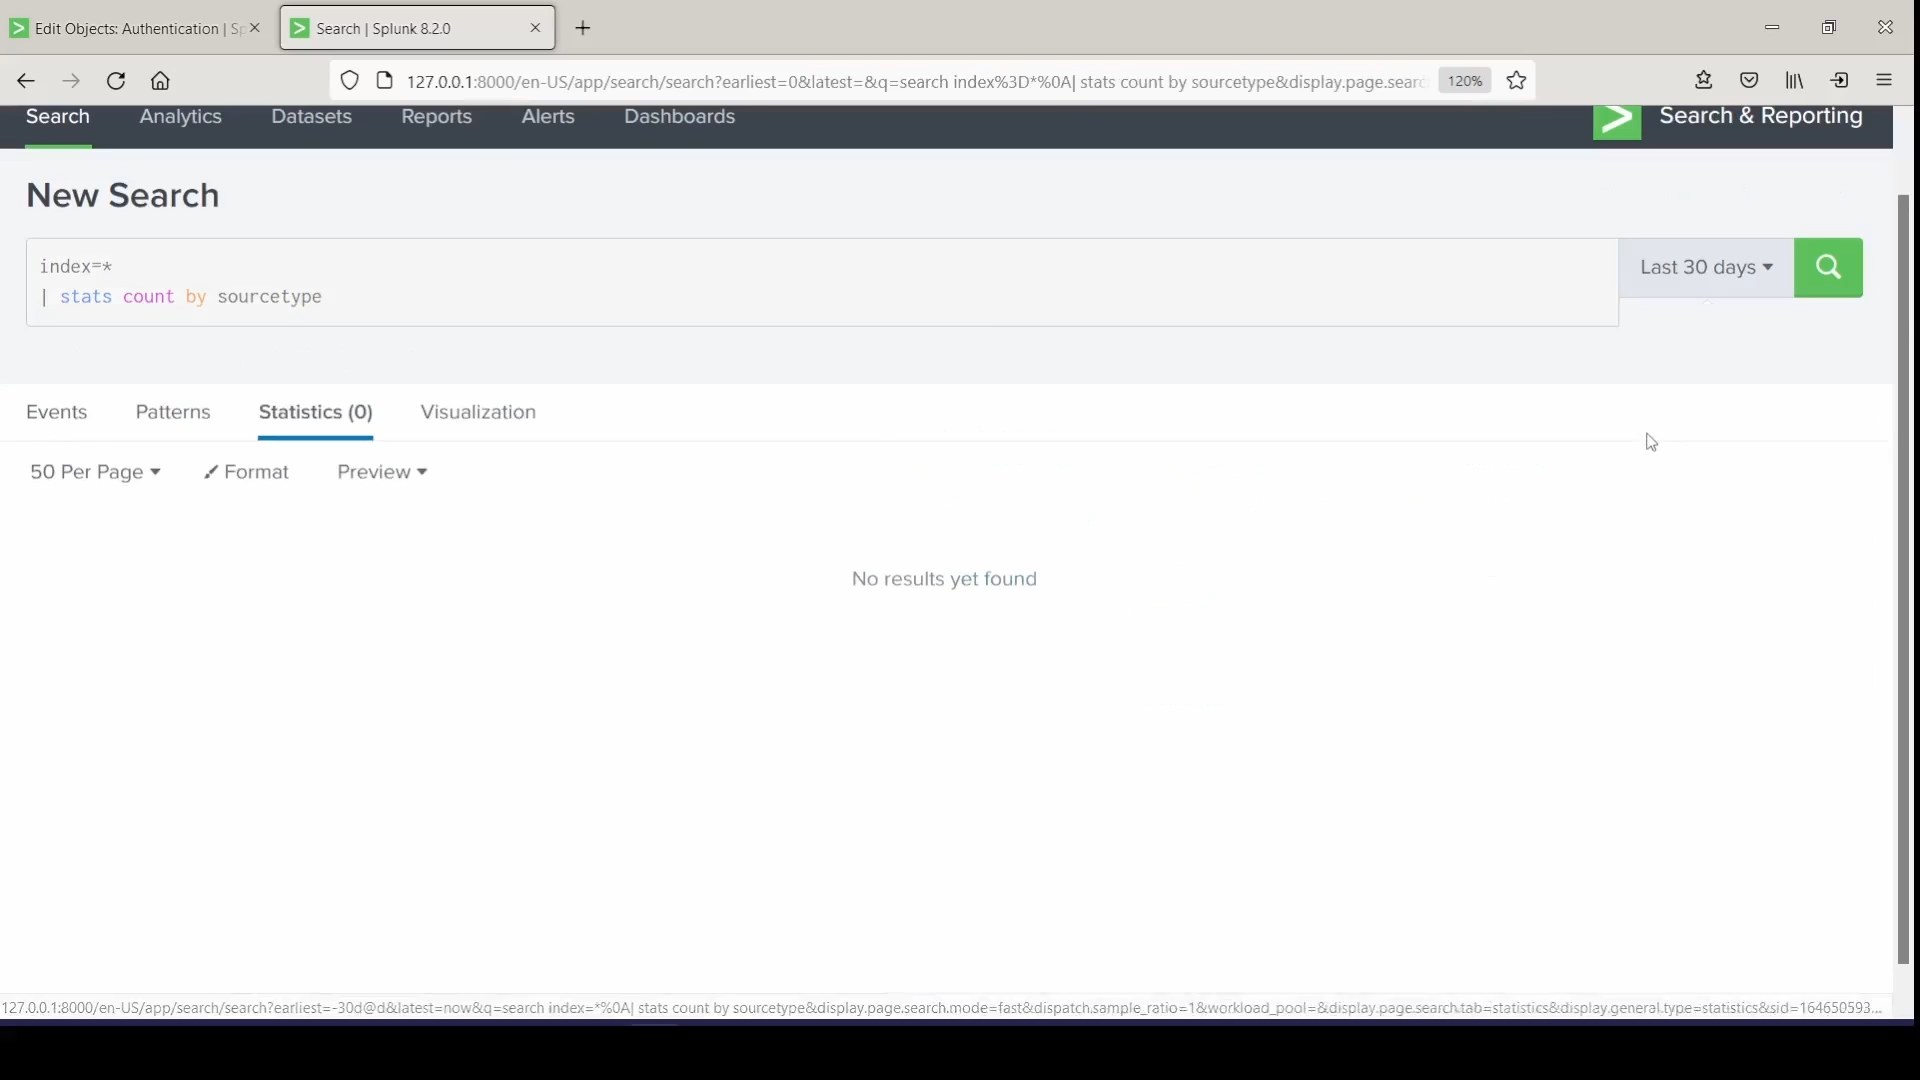 Edit Objects: Authentication | Sp
Search | Splunk 8.2.0
127.0.0.1:8000/en-US/app/search/search?earliest=0&latest=&q=search index%3D*%0A| stats count by sourcetype&display.page.searc
120%
Search
Analytics
Datasets
Reports
Alerts
Dashboards
Search & Reporting
New Search
index=*
| stats count by sourcetype
Last 30 days
Events
Patterns
Statistics (0)
Visualization
50 Per Page
Format
Preview
No results yet found
127.0.0.1:8000/en-US/app/search/search?earliest=-30d@d&latest=now&q=search index=*%0A| stats count by sourcetype&display.page.search.mode=fast&dispatch.sample_ratio=1&workload_pool=&display.page.search.tab=statistics&display.general.type=statistics&sid=164650593...